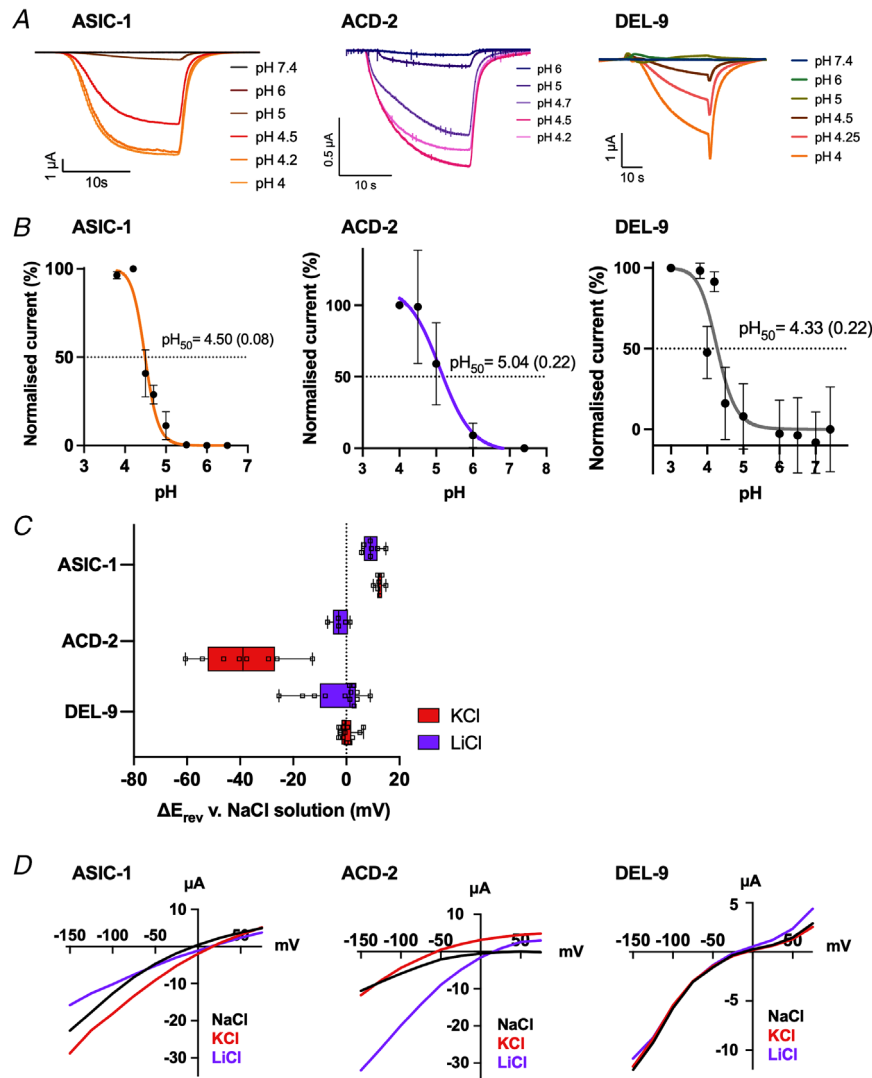 A
ASIC-1
ACD-2
DEL-9
pH 7.4
pH 6
pH 5
pH 4.5
pH 4.2
pH 4
1 µA
10s
pH 6
pH 5
pH 4.7
pH 4.5
pH 4.2
0.5 µA
10 s
pH 7.4
pH 6
pH 5
pH 4.5
pH 4.25
pH 4
1 µA
10 s
B
ASIC-1
ACD-2
DEL-9
Normalised current (%)
100
50
0
3 4 5 6 7
pH
pH50= 4.50 (0.08)
Normalised current (%)
150
100
50
0
3 4 5 6 7 8
pH
pH50= 5.04 (0.22)
Normalised current (%)
100
50
0
3 4 5 6 7
pH
pH50= 4.33 (0.22)
C
ASIC-1
ACD-2
DEL-9
KCl
LiCl
-80 -60 -40 -20 0 20
ΔErev v. NaCl solution (mV)
D
ASIC-1
ACD-2
DEL-9
µA
10
-150 -100 -50 50
mV
-10
-20
-30
NaCl
KCl
LiCl
µA
10
-150 -100 -50 50
mV
-10
-20
-30
NaCl
KCl
LiCl
µA
5
-150 -100 -50 50
mV
-5
-10
NaCl
KCl
LiCl